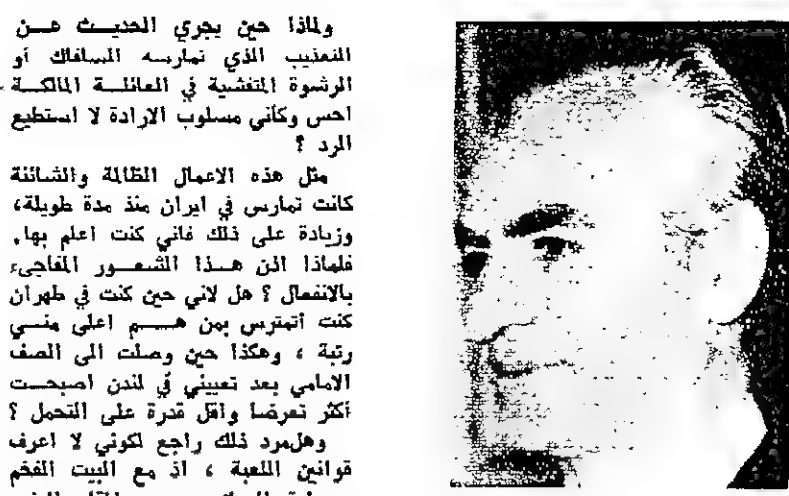 ولماذا حين يجري الحديث عن
التعذيب الذي تمارسه السافاك أو
الرشوة المتفشية في العائلة المالكة
احس وكأني مسلوب الارادة لا استطيع
الرد ؟
مثل هذه الاعمال الظالمة والشائنة
كانت تمارس في ايران منذ مدة طويلة،
وزيادة على ذلك فاني كنت اعلم بها.
فلماذا اذن هذا الشعور المفاجىء
بالانفعال ؟ هل لاني حين كنت في طهران
كنت أتمترس بمن هم اعلى مني
رتبة ، وهكذا حين وصلت الى الصف
الامامي بعد تعييني في لندن اصبحت
أكثر تعرضا واقل قدرة على التحمل ؟
وهل مرد ذلك راجع لكوني لا اعرف
قوانين اللعبة ، اذ مع البيت الفخم